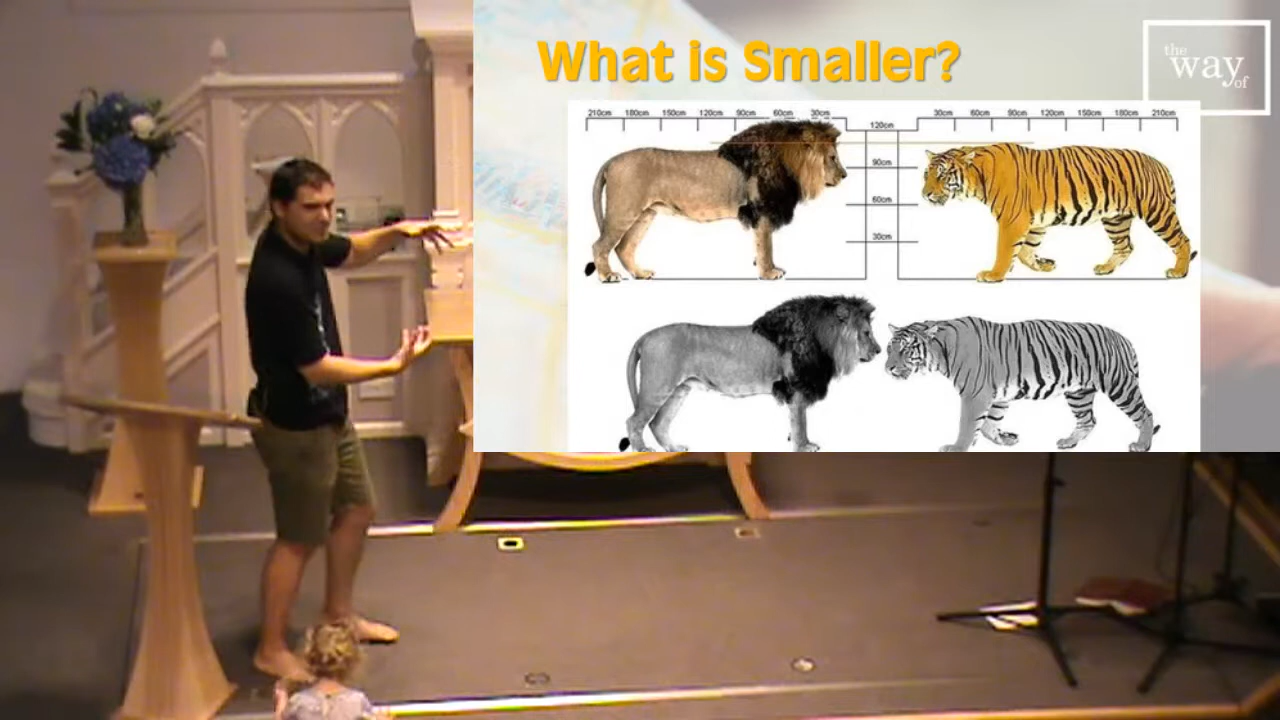 What is Smaller?
the
way
of
210cm 180cm 150cm 120cm 90cm 60cm 30cm
30cm 60cm 90cm 120cm 150cm 180cm 210cm
120cm
90cm
60cm
30cm